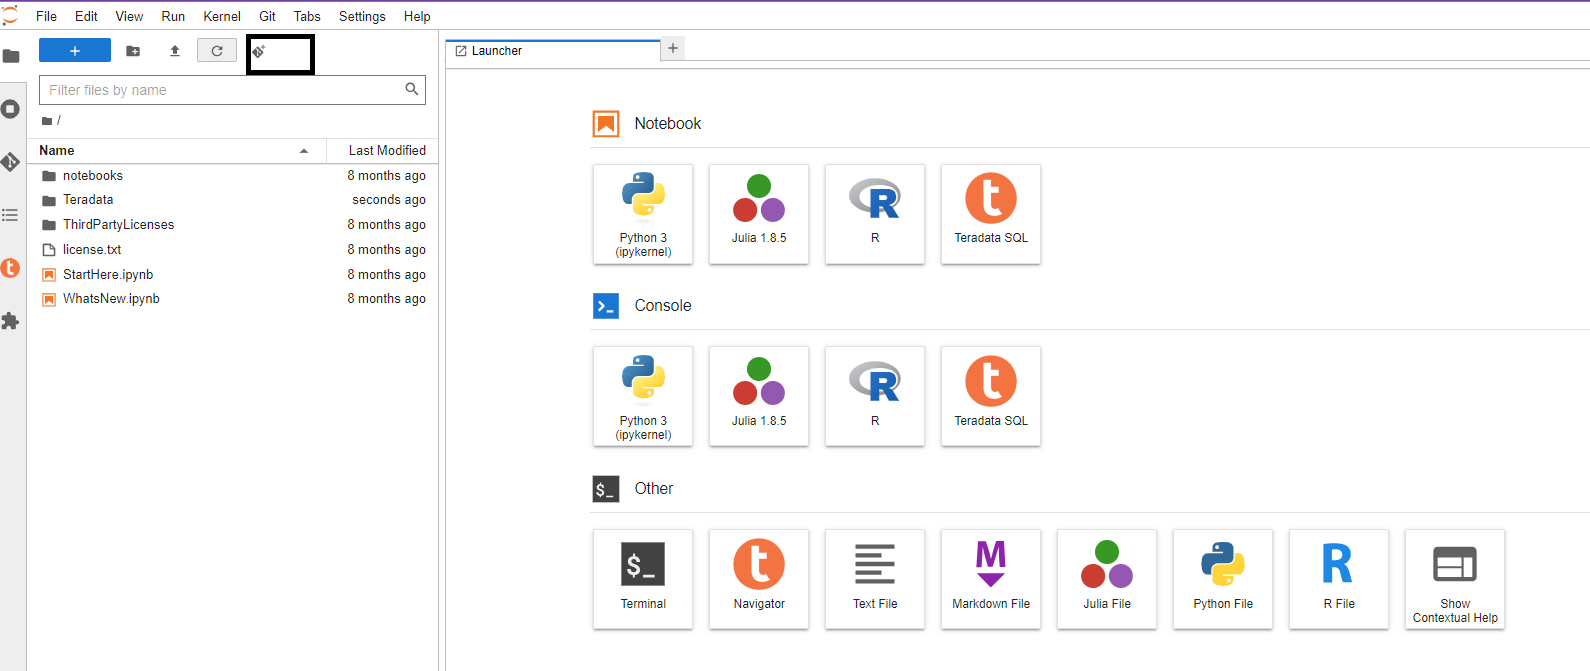 File Edit View Run Kernel Git Tabs Settings Help
+
Launcher
+
Filter files by name
/
Name Last Modified
notebooks 8 months ago
Teradata seconds ago
ThirdPartyLicenses 8 months ago
license.txt 8 months ago
StartHere.ipynb 8 months ago
WhatsNew.ipynb 8 months ago
Notebook
Python 3
(ipykernel)
Julia 1.8.5
R
Teradata SQL
Console
Python 3
(ipykernel)
Julia 1.8.5
R
Teradata SQL
$_ Other
Terminal
Navigator
Text File
Markdown File
Julia File
Python File
R File
Show
Contextual Help